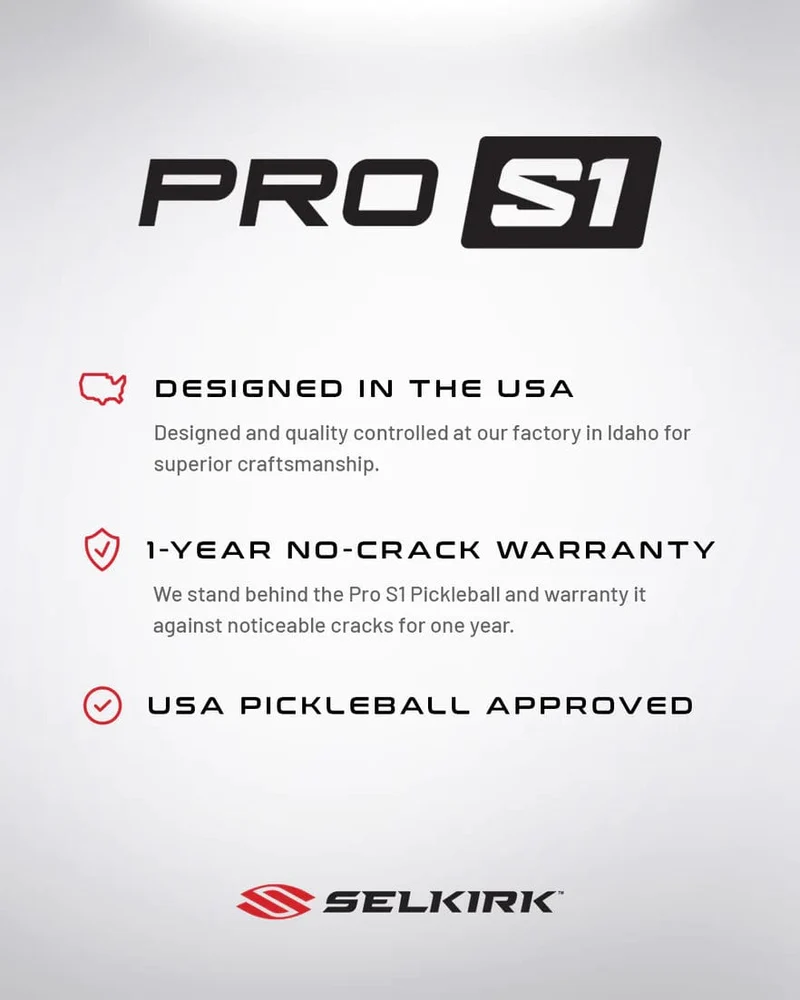 PRO S1
DESIGNED IN THE USA
Designed and quality controlled at our factory in Idaho for
superior craftsmanship.
1-YEAR NO-CRACK WARRANTY
We stand behind the Pro S1 Pickleball and warranty it
against noticeable cracks for one year.
USA PICKLEBALL APPROVED
SELKIRK™